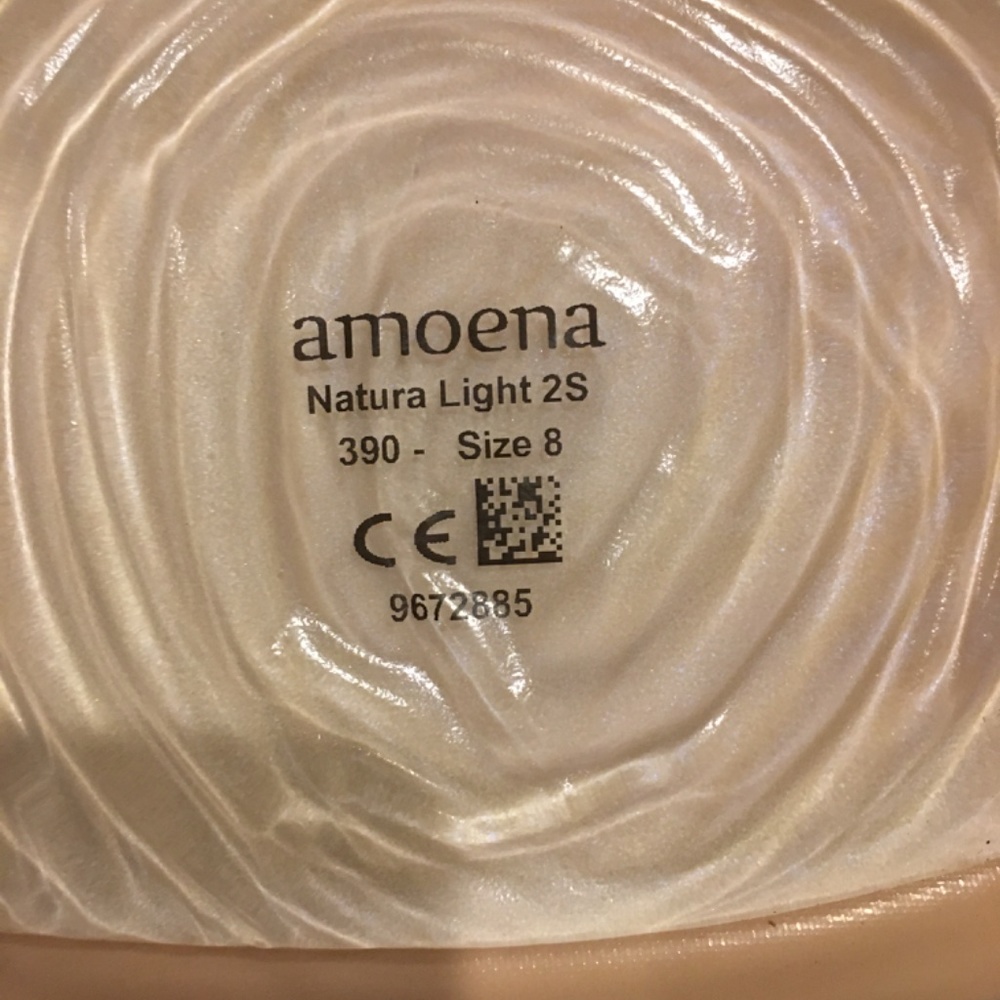 amoena
Natura Light 2S
390 - Size 8
CE
9672885